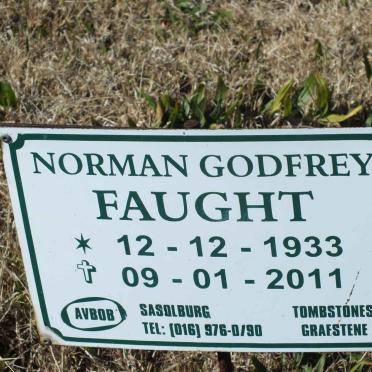 NORMAN GODFREY
FAUGHT
12 - 12 - 1933
09 - 01 - 2011
AVBOB
SASOLBURG
TOMBSTONES
TEL: (016) 976-0/90
GRAFSTENE